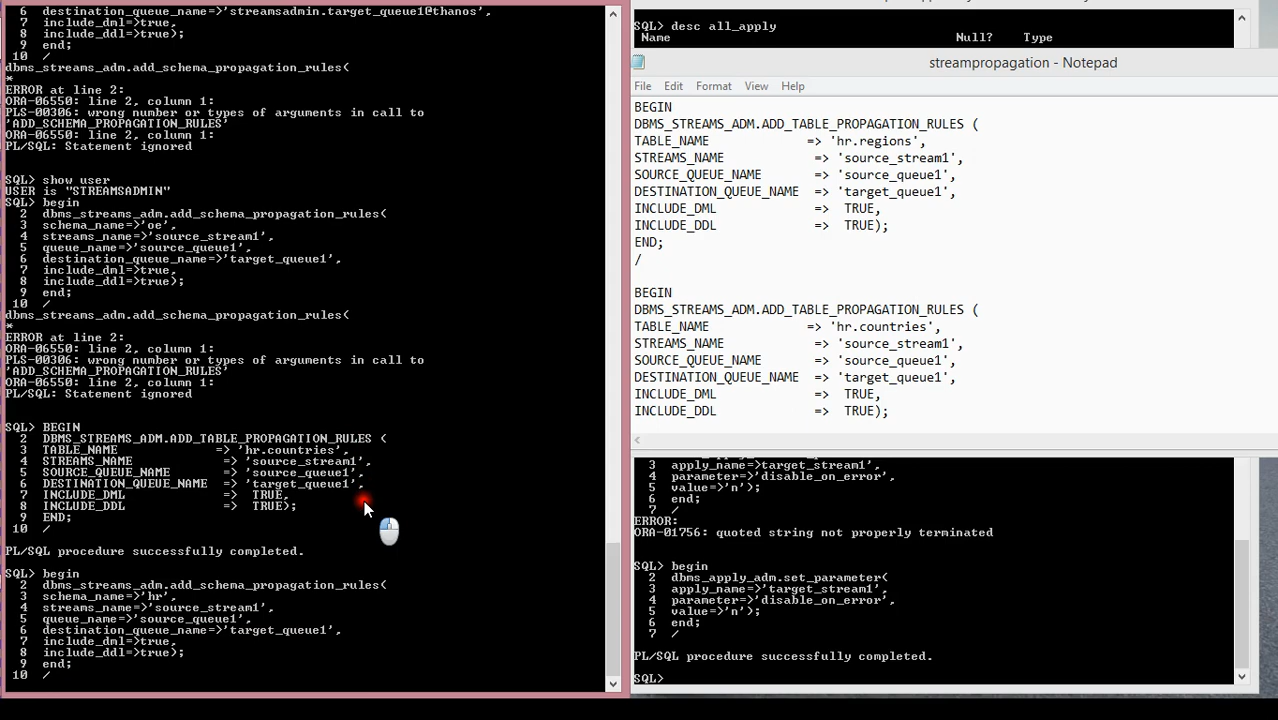 6  destination_queue_name=>'streamsadmin.target_queue1@thanos',
7  include_dml=>true,
8  include_ddl=>true);
9  end;
10  /
dbms_streams_adm.add_schema_propagation_rules(
*
ERROR at line 2:
ORA-06550: line 2, column 1:
PLS-00306: wrong number or types of arguments in call to
'ADD_SCHEMA_PROPAGATION_RULES'
ORA-06550: line 2, column 1:
PL/SQL: Statement ignored
SQL> show user
USER is "STREAMSADMIN"
SQL> begin
2  dbms_streams_adm.add_schema_propagation_rules(
3  schema_name=>'oe',
4  streams_name=>'source_stream1',
5  queue_name=>'source_queue1',
6  destination_queue_name=>'target_queue1',
7  include_dml=>true,
8  include_ddl=>true);
9  end;
10  /
dbms_streams_adm.add_schema_propagation_rules(
*
ERROR at line 2:
ORA-06550: line 2, column 1:
PLS-00306: wrong number or types of arguments in call to
'ADD_SCHEMA_PROPAGATION_RULES'
ORA-06550: line 2, column 1:
PL/SQL: Statement ignored
SQL> BEGIN
2  DBMS_STREAMS_ADM.ADD_TABLE_PROPAGATION_RULES (
3  TABLE_NAME => 'hr.countries',
4  STREAMS_NAME => 'source_stream1',
5  SOURCE_QUEUE_NAME => 'source_queue1',
6  DESTINATION_QUEUE_NAME => 'target_queue1',
7  INCLUDE_DML => TRUE,
8  INCLUDE_DDL => TRUE);
9  END;
10  /
PL/SQL procedure successfully completed.
SQL> begin
2  dbms_streams_adm.add_schema_propagation_rules(
3  schema_name=>'hr',
4  streams_name=>'source_stream1',
5  queue_name=>'source_queue1',
6  destination_queue_name=>'target_queue1',
7  include_dml=>true,
8  include_ddl=>true);
9  end;
10  /
SQL> desc all_apply
Name Null? Type
streampropagation - Notepad
File Edit Format View Help
BEGIN
DBMS_STREAMS_ADM.ADD_TABLE_PROPAGATION_RULES (
TABLE_NAME => 'hr.regions',
STREAMS_NAME => 'source_stream1',
SOURCE_QUEUE_NAME => 'source_queue1',
DESTINATION_QUEUE_NAME => 'target_queue1',
INCLUDE_DML => TRUE,
INCLUDE_DDL => TRUE);
END;
/
BEGIN
DBMS_STREAMS_ADM.ADD_TABLE_PROPAGATION_RULES (
TABLE_NAME => 'hr.countries',
STREAMS_NAME => 'source_stream1',
SOURCE_QUEUE_NAME => 'source_queue1',
DESTINATION_QUEUE_NAME => 'target_queue1',
INCLUDE_DML => TRUE,
INCLUDE_DDL => TRUE);
3  apply_name=>target_stream1',
4  parameter=>'disable_on_error',
5  value=>'n');
6  end;
7  /
ERROR:
ORA-01756: quoted string not properly terminated
SQL> begin
2  dbms_apply_adm.set_parameter(
3  apply_name=>'target_stream1',
4  parameter=>'disable_on_error',
5  value=>'n');
6  end;
7  /
PL/SQL procedure successfully completed.
SQL>